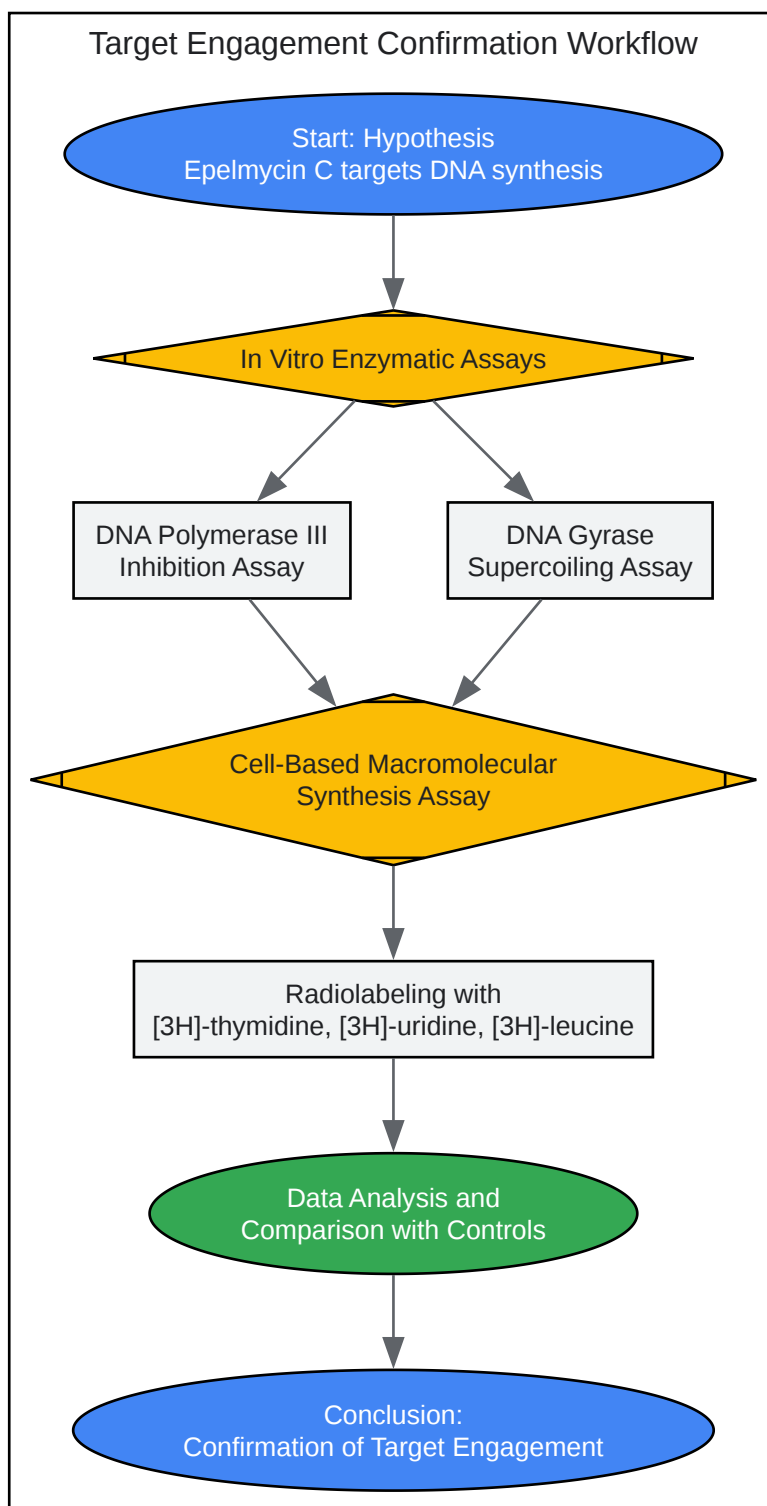 Target Engagement Confirmation Workflow
Start: Hypothesis
Epelmycin C targets DNA synthesis
In Vitro Enzymatic Assays
DNA Polymerase III
Inhibition Assay
DNA Gyrase
Supercoiling Assay
Cell-Based Macromolecular
Synthesis Assay
Radiolabeling with
[3H]-thymidine, [3H]-uridine, [3H]-leucine
Data Analysis and
Comparison with Controls
Conclusion:
Confirmation of Target Engagement